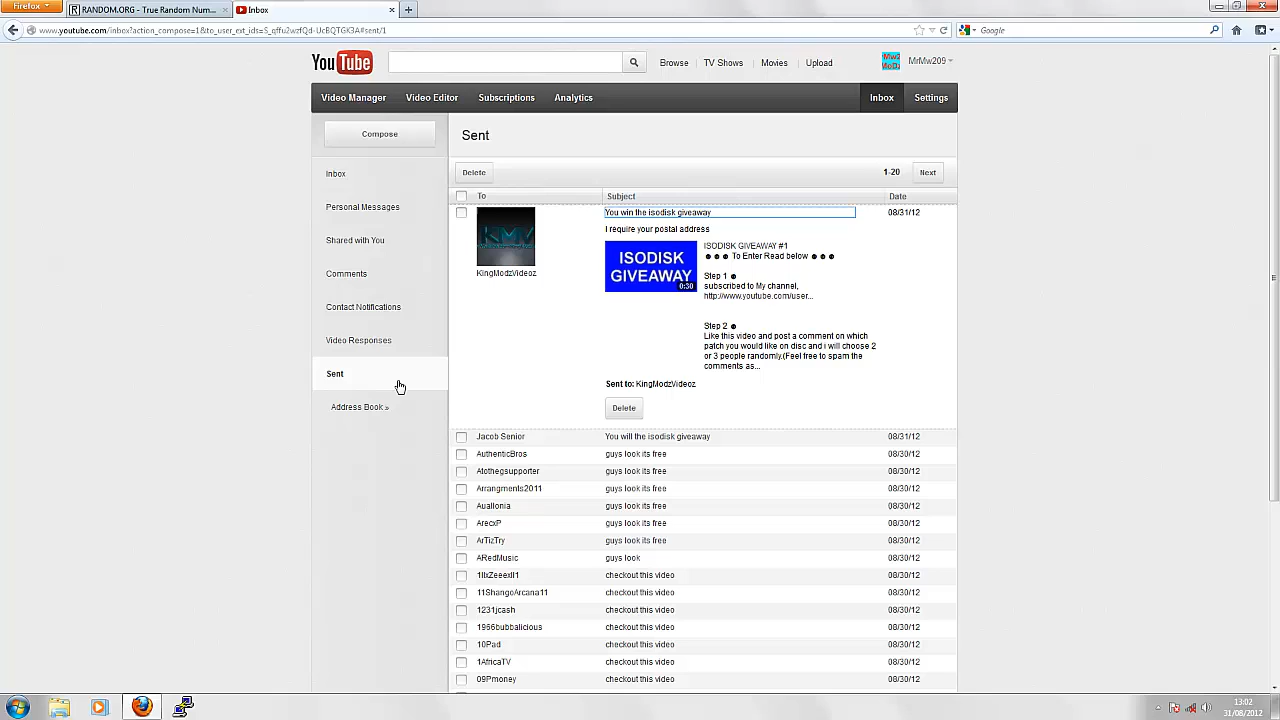 Firefox
RANDOM.ORG - True Random Num...
Inbox
www.youtube.com/inbox?action_compose=1&to_user_ext_ids=S_qffu2wzfQd-UcBQTGK3A#sent/1
Google
YouTube
Browse
TV Shows
Movies
Upload
MrMw209
Video Manager
Video Editor
Subscriptions
Analytics
Inbox
Settings
Compose
Sent
Inbox
Delete
1-20
Next
To
Subject
Date
Personal Messages
Shared with You
Comments
Contact Notifications
Video Responses
Sent
Address Book »
KMV
KingModzVideoz
You win the isodisk giveaway
08/31/12
I require your postal address
ISODISK
GIVEAWAY
0:30
ISODISK GIVEAWAY #1
☻☻☻ To Enter Read below ☻☻☻
Step 1 ☻
subscribed to My channel,
http://www.youtube.com/user...
Step 2 ☻
Like this video and post a comment on which
patch you would like on disc and i will choose 2
or 3 people randomly.(Feel free to spam the
comments as...
Sent to: KingModzVideoz
Delete
Jacob Senior You will the isodisk giveaway 08/31/12
AuthenticBros guys look its free 08/30/12
Atothegsupporter guys look its free 08/30/12
Arrangments2011 guys look its free 08/30/12
Auallonia guys look its free 08/30/12
ArecxP guys look its free 08/30/12
ArTizTry guys look its free 08/30/12
ARedMusic guys look 08/30/12
1IlxZeeexll1 checkout this video 08/30/12
11ShangoArcana11 checkout this video 08/30/12
1231jcash checkout this video 08/30/12
1966bubbalicious checkout this video 08/30/12
10Pad checkout this video 08/30/12
1AfricaTV checkout this video 08/30/12
09Pmoney checkout this video 08/30/12
13:02
31/08/2012